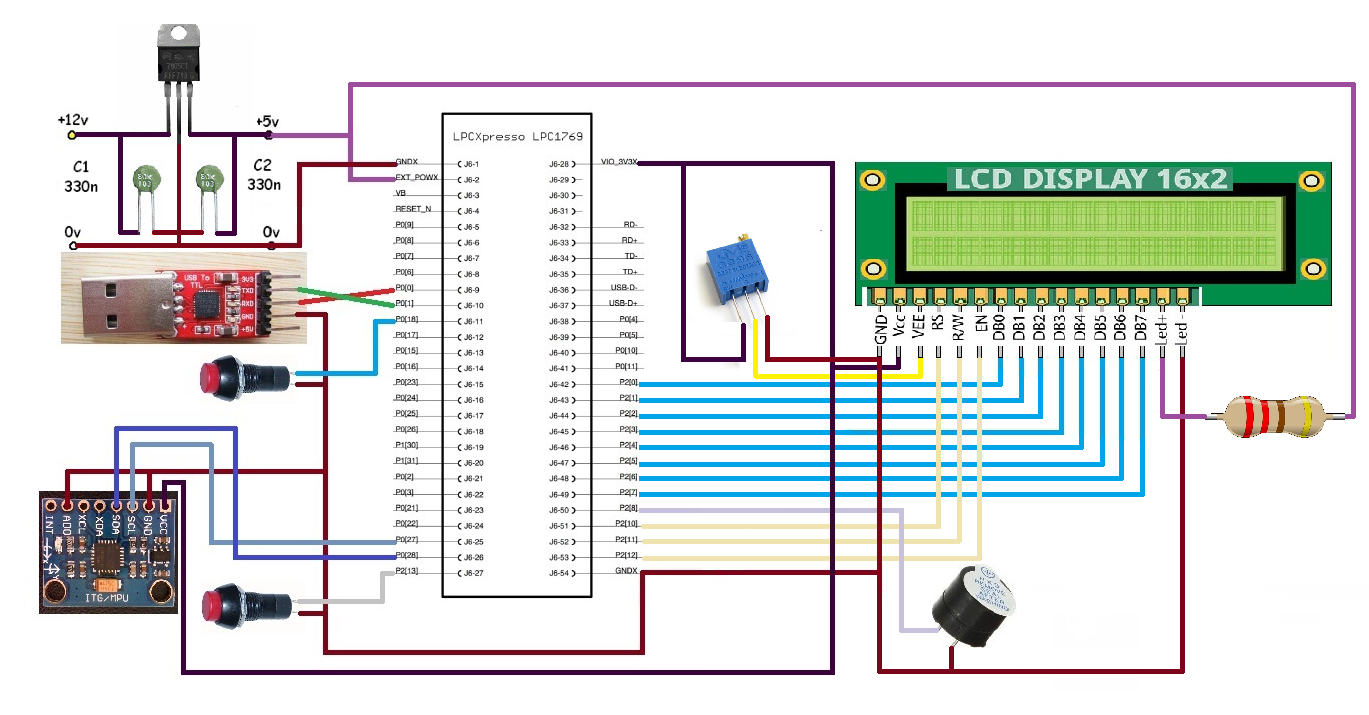 7805CT
+12v
+5v
C1
330n
C2
330n
103
103
0v
0v
USB To
TTL
3V3
TXD
RXD
GND
+5V
INT
ADO
XCL
XDA
SDA
SCL
GND
VCC
ITG/MPU
LPCXpresso LPC1769
GNDX J6-1
EXT_POWX J6-2
VB J6-3
RESET_N J6-4
P0[9] J6-5
P0[8] J6-6
P0[7] J6-7
P0[6] J6-8
P0[0] J6-9
P0[1] J6-10
P0[18] J6-11
P0[17] J6-12
P0[15] J6-13
P0[16] J6-14
P0[23] J6-15
P0[24] J6-16
P0[25] J6-17
P0[26] J6-18
P1[30] J6-19
P1[31] J6-20
P0[2] J6-21
P0[3] J6-22
P0[21] J6-23
P0[22] J6-24
P0[27] J6-25
P0[28] J6-26
P2[13] J6-27
J6-28 VIO_3V3X
J6-29
J6-30
J6-31
J6-32 RD-
J6-33 RD+
J6-34 TD-
J6-35 TD+
J6-36 USB-D-
J6-37 USB-D+
J6-38 P0[4]
J6-39 P0[5]
J6-40 P0[10]
J6-41 P0[11]
J6-42 P2[0]
J6-43 P2[1]
J6-44 P2[2]
J6-45 P2[3]
J6-46 P2[4]
J6-47 P2[5]
J6-48 P2[6]
J6-49 P2[7]
J6-50 P2[8]
J6-51 P2[10]
J6-52 P2[11]
J6-53 P2[12]
J6-54 GNDX
LCD DISPLAY 16x2
GND
Vcc
VEE
RS
R/W
EN
DB0
DB1
DB2
DB3
DB4
DB5
DB6
DB7
Led+
Led -